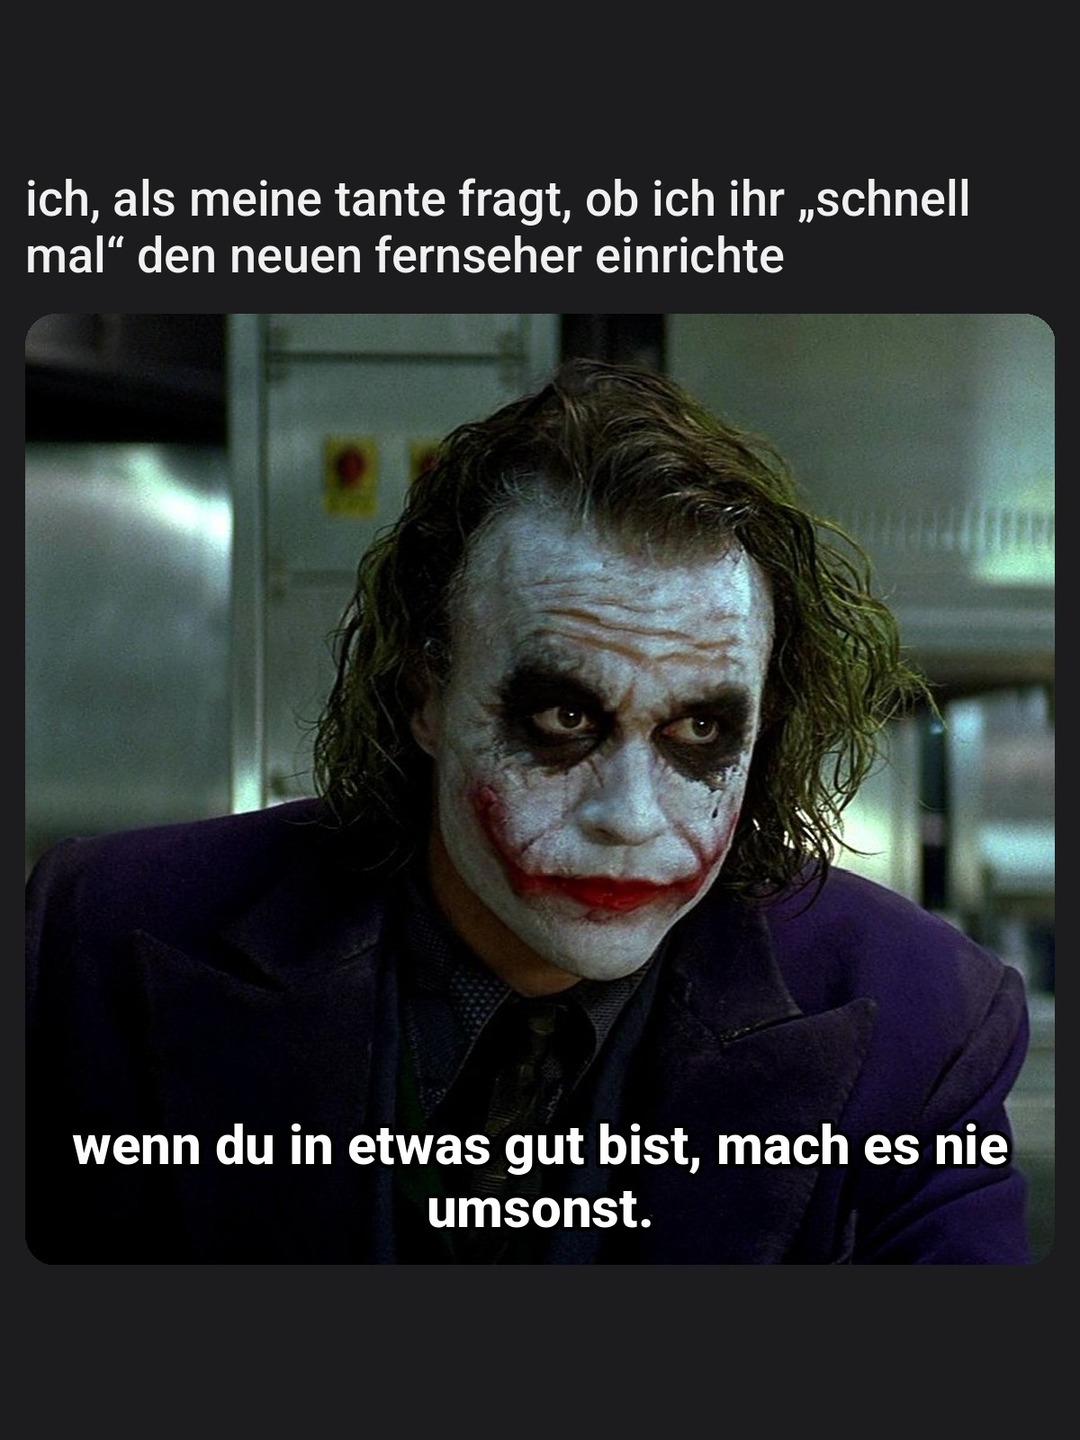 ich, als meine tante fragt, ob ich ihr „schnell
mal“ den neuen fernseher einrichte
wenn du in etwas gut bist, mach es nie
umsonst.